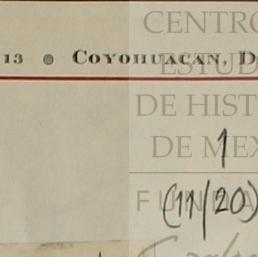 CENTRO
ESTUD
13 COYOHUACAN, D
DE HIST
DE MEX
1
FUN
(11/20)